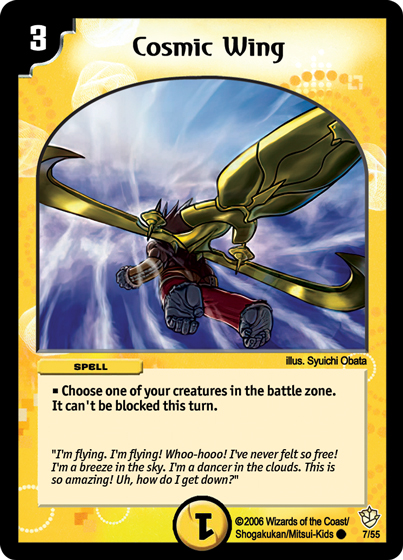 3
Cosmic Wing
illus. Syuichi Obata
SPELL
▪ Choose one of your creatures in the battle zone.
It can't be blocked this turn.
"I'm flying. I'm flying! Whoo-hooo! I've never felt so free!
I'm a breeze in the sky. I'm a dancer in the clouds. This is
so amazing! Uh, how do I get down?"
1
©2006 Wizards of the Coast/
Shogakukan/Mitsui-Kids ● 7/55